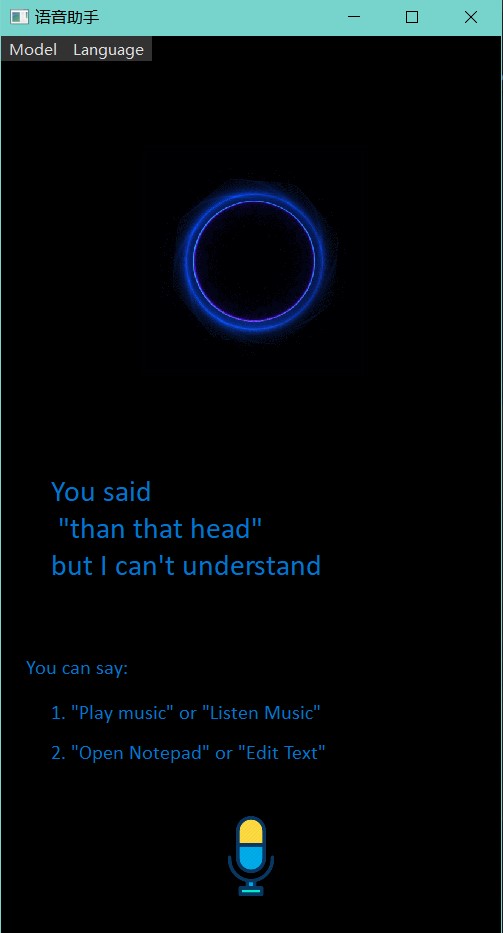 语音助手
Model Language
You said
"than that head"
but I can't understand
You can say:
1. "Play music" or "Listen Music"
2. "Open Notepad" or "Edit Text"